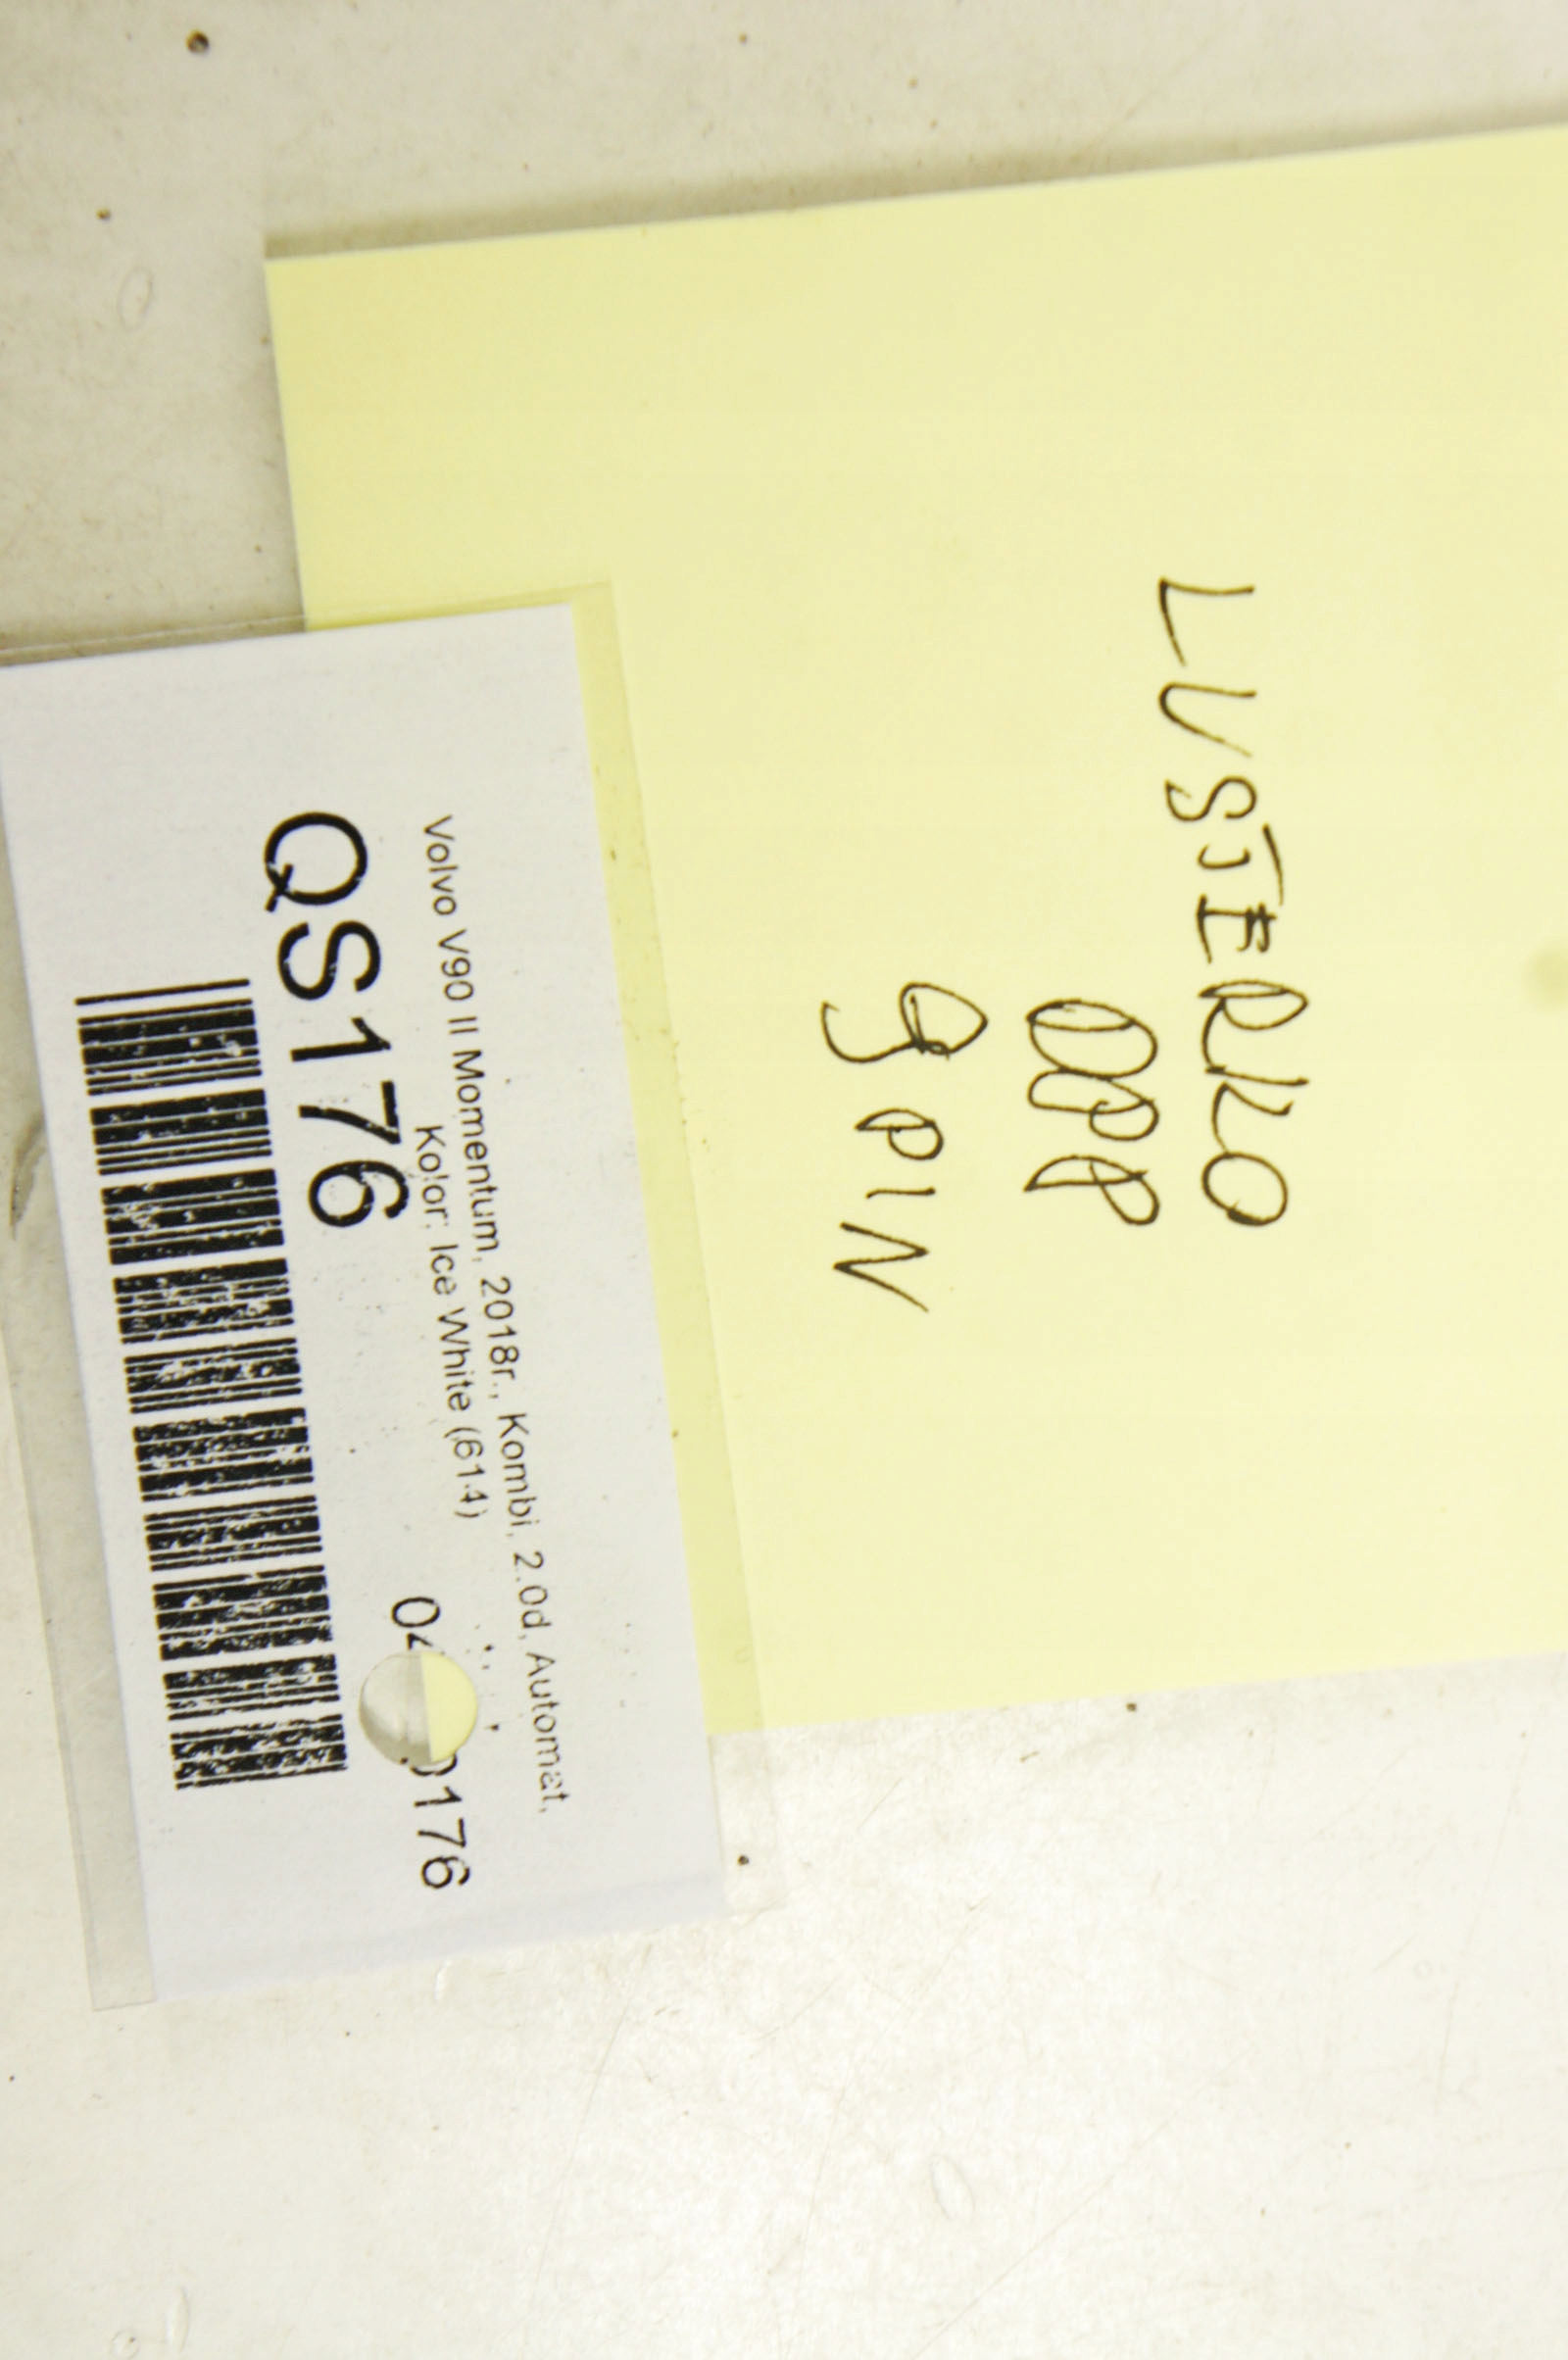 LUSTERKO
OPP
9 PIN
Volvo V90 II Momentum, 2018r., Kombi, 2.0d, Automat,
Kolor: Ice White (614)
QS176